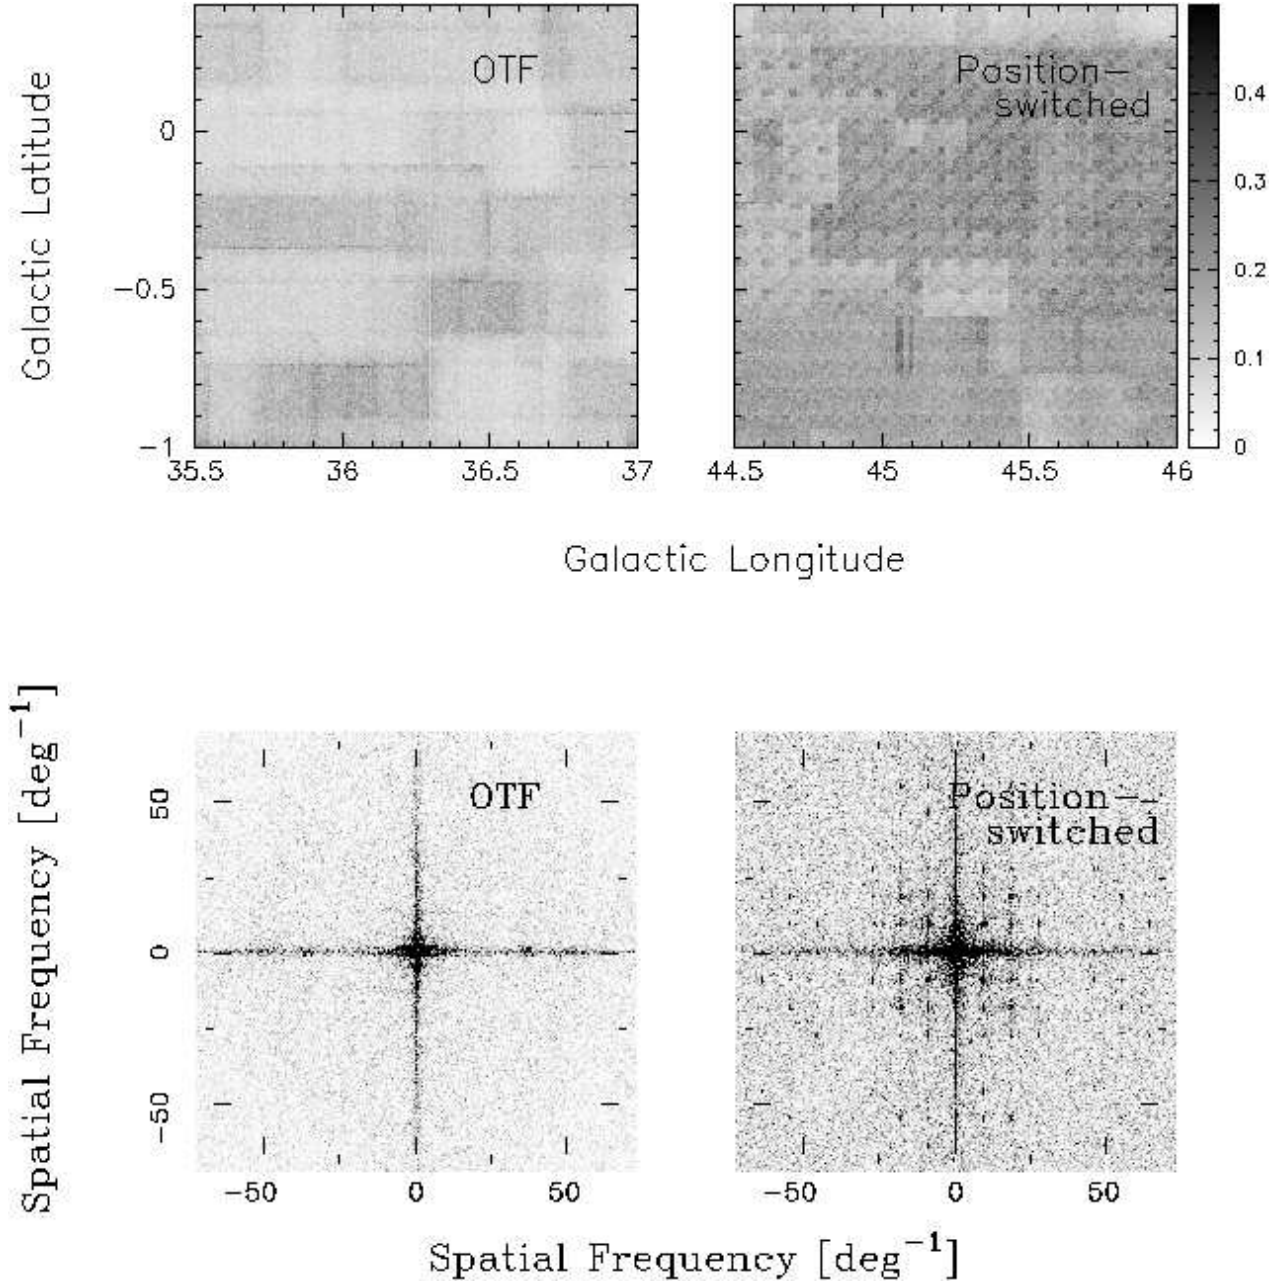 OTF
Position—
switched
0.4
0.3
0.2
0.1
0
Galactic Latitude
0
−0.5
−1
35.5 36 36.5 37
44.5 45 45.5 46
Galactic Longitude
Spatial Frequency [deg⁻¹]
OTF
Position—
switched
50
0
−50
−50 0 50
−50 0 50
Spatial Frequency [deg⁻¹]